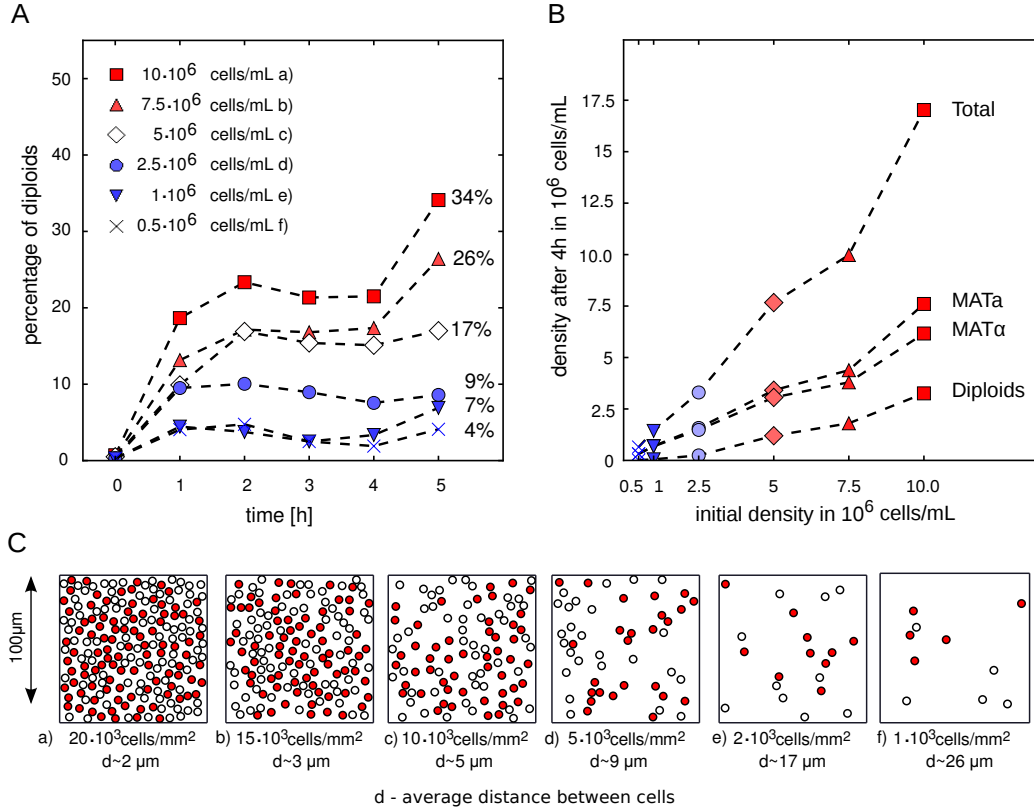 A
percentage of diploids
50
40
30
20
10
0
10·10⁶ cells/mL a)
7.5·10⁶ cells/mL b)
5·10⁶ cells/mL c)
2.5·10⁶ cells/mL d)
1·10⁶ cells/mL e)
0.5·10⁶ cells/mL f)
34%
26%
17%
9%
7%
4%
0 1 2 3 4 5
time [h]
B
density after 4h in 10⁶ cells/mL
17.5
15
10.0
7.5
5
2.5
0
Total
MATa
MATα
Diploids
0.5 1 2.5 5 7.5 10.0
initial density in 10⁶ cells/mL
C
100µm
a) 20·10³cells/mm²
d~2 µm
b) 15·10³cells/mm²
d~3 µm
c) 10·10³cells/mm²
d~5 µm
d) 5·10³cells/mm²
d~9 µm
e) 2·10³cells/mm²
d~17 µm
f) 1·10³cells/mm²
d~26 µm
d - average distance between cells